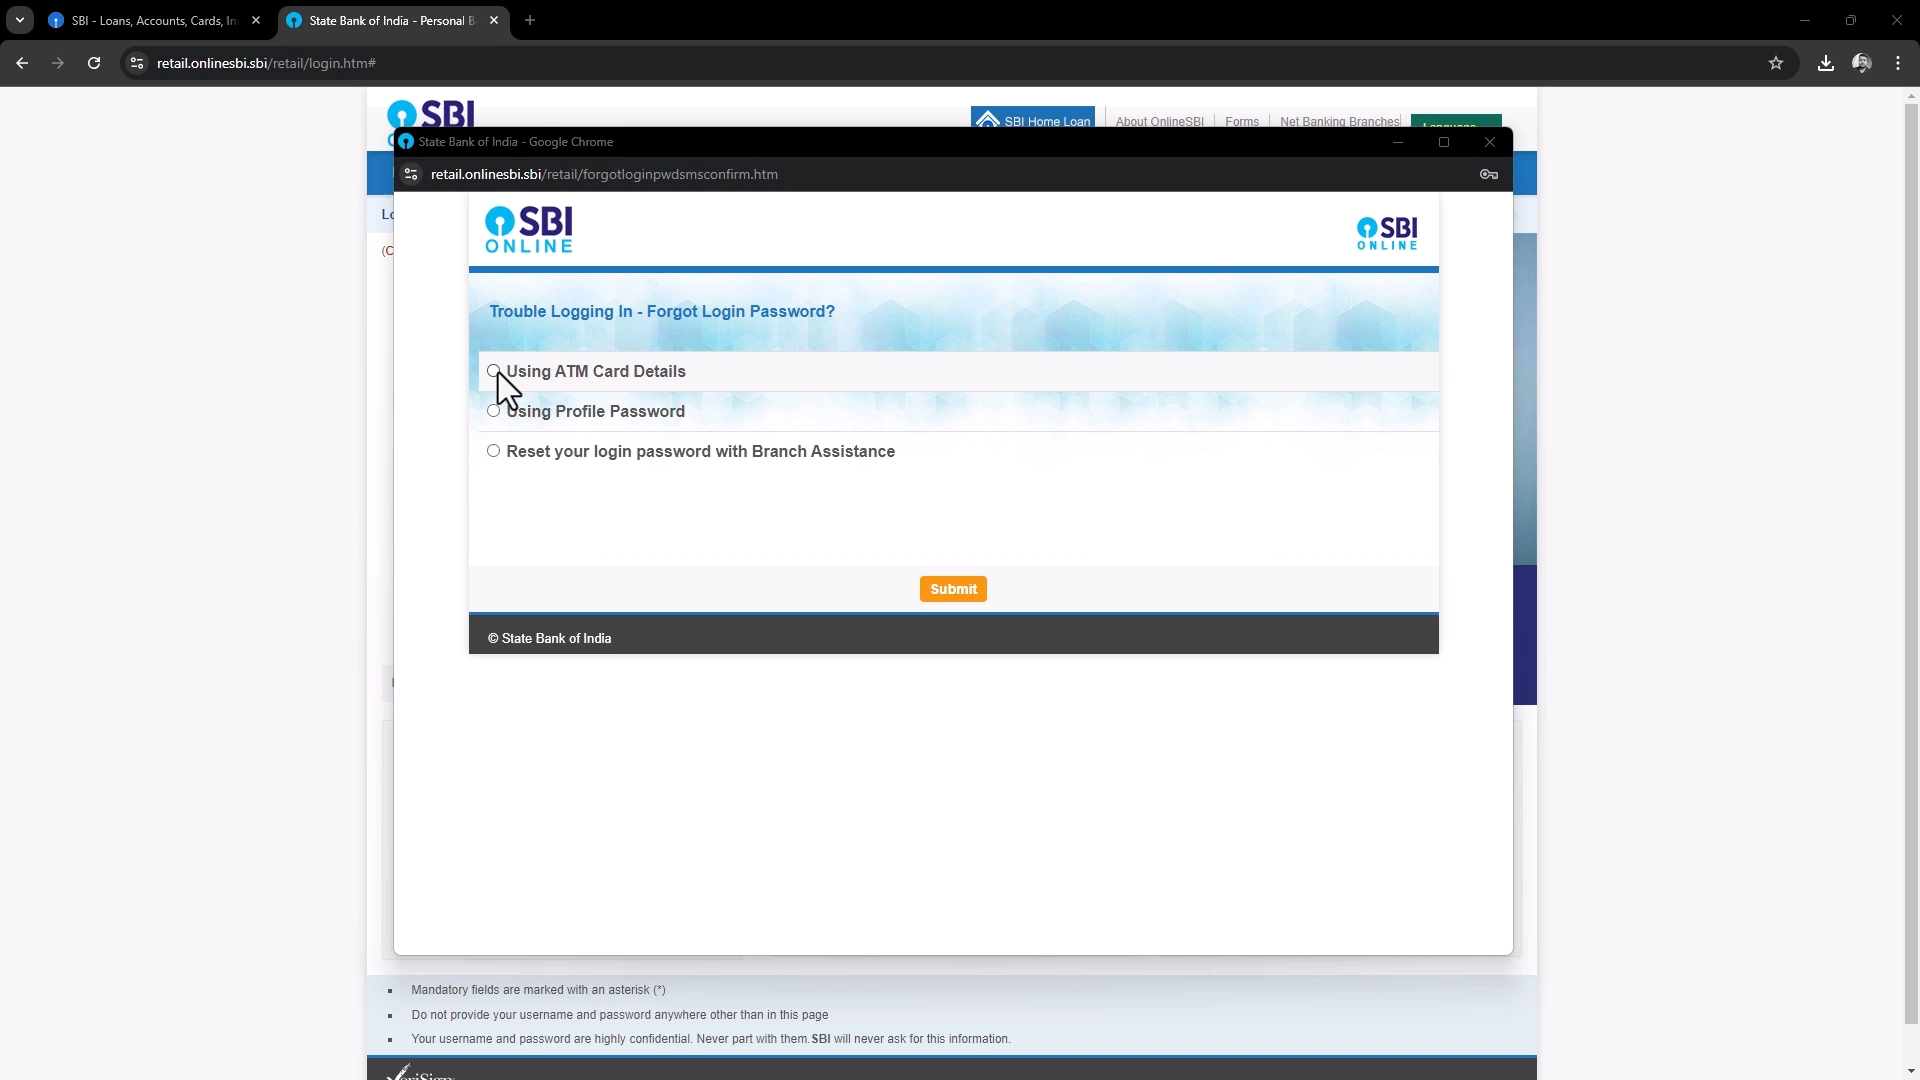 SBI - Loans, Accounts, Cards, In
State Bank of India - Personal B
retail.onlinesbi.sbi/retail/login.htm#
SBI
SBI Home Loan
About OnlineSBI
Forms
Net Banking Branches
Language
State Bank of India - Google Chrome
retail.onlinesbi.sbi/retail/forgotloginpwdsmsconfirm.htm
SBI
ONLINE
SBI
ONLINE
Trouble Logging In - Forgot Login Password?
Using ATM Card Details
Using Profile Password
Reset your login password with Branch Assistance
Submit
© State Bank of India
Mandatory fields are marked with an asterisk (*)
Do not provide your username and password anywhere other than in this page
Your username and password are highly confidential. Never part with them. SBI will never ask for this information.